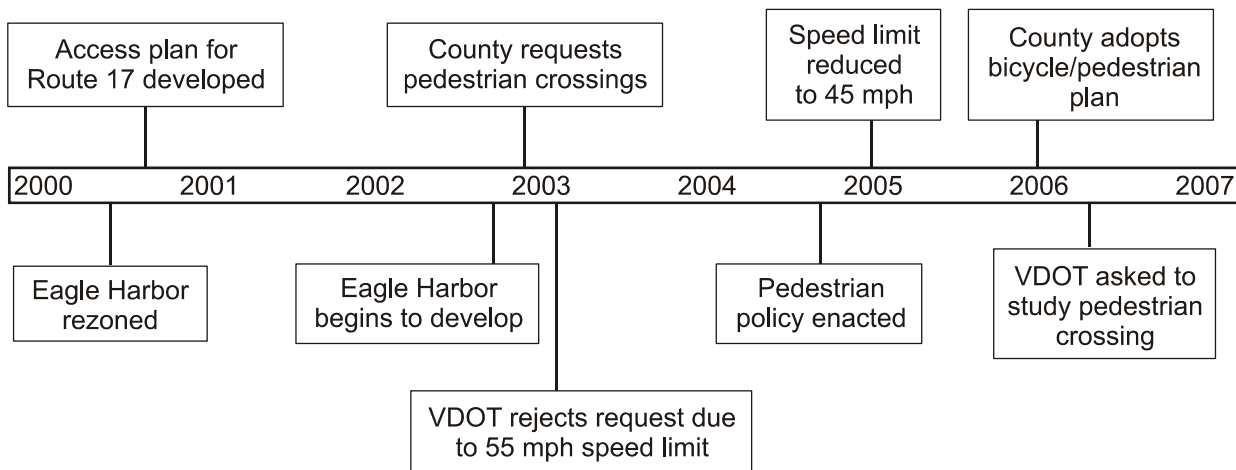 Access plan for
Route 17 developed
County requests
pedestrian crossings
Speed limit
reduced
to 45 mph
County adopts
bicycle/pedestrian
plan
2000 2001 2002 2003 2004 2005 2006 2007
Eagle Harbor
rezoned
Eagle Harbor
begins to develop
Pedestrian
policy enacted
VDOT asked to
study pedestrian
crossing
VDOT rejects request due
to 55 mph speed limit